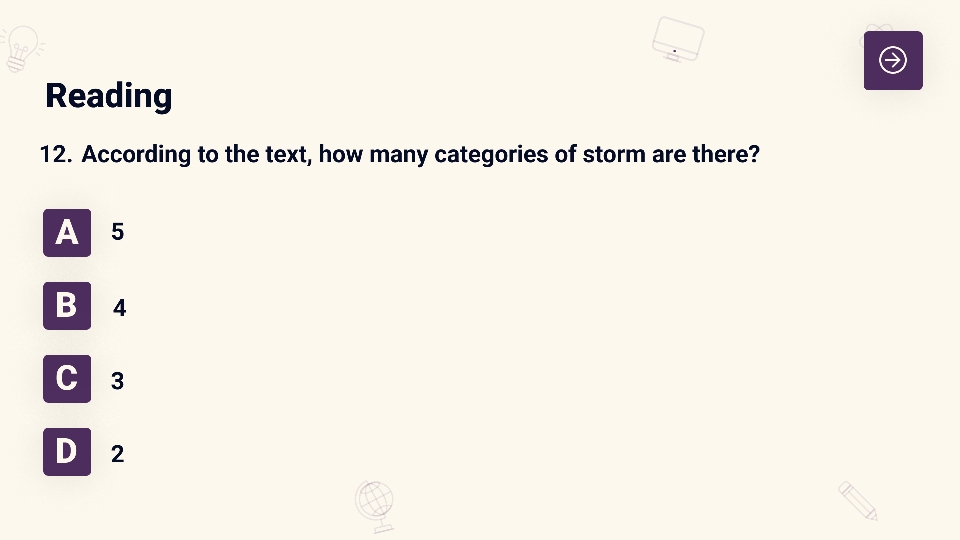 Reading
12. According to the text, how many categories of storm are there?
A 5
B 4
C 3
D 2